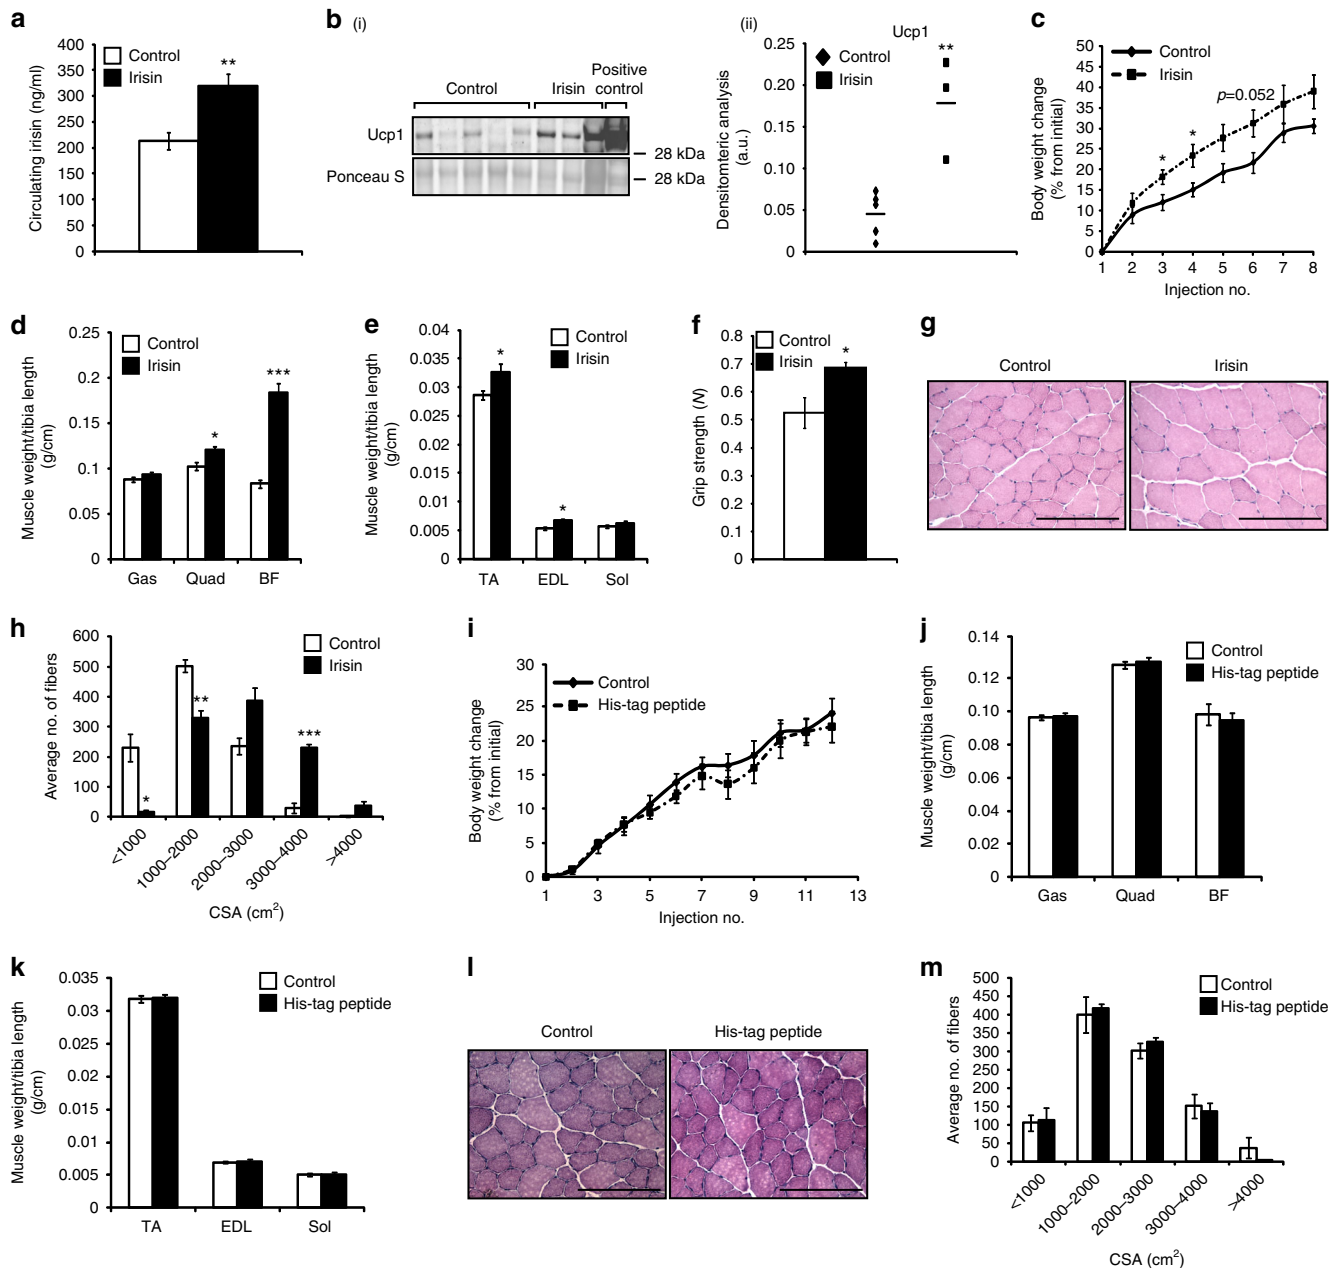 a
Circulating irisin (ng/ml)
400
350
300
250
200
150
100
50
0
Control
Irisin
**
b (i)
Control
Irisin
Positive
control
Ucp1
28 kDa
Ponceau S
28 kDa
(ii)
Ucp1
Densitomteric analysis
(a.u.)
0.25
0.20
0.15
0.10
0.05
0
Control
Irisin
**
c
Body weight change
(% from initial)
50
45
40
35
30
25
20
15
10
5
0
Control
Irisin
p=0.052
*
*
1 2 3 4 5 6 7 8
Injection no.
d
Muscle weight/tibia length
(g/cm)
0.25
0.2
0.15
0.1
0.05
0
Control
Irisin
*
***
Gas Quad BF
e
Muscle weight/tibia length
(g/cm)
0.04
0.035
0.03
0.025
0.02
0.015
0.01
0.005
0
Control
Irisin
*
*
TA EDL Sol
f
Grip strength (N)
0.8
0.7
0.6
0.5
0.4
0.3
0.2
0.1
0
Control
Irisin
*
g
Control
Irisin
h
Average no. of fibers
600
500
400
300
200
100
0
Control
Irisin
*
**
***
<1000
1000–2000
2000–3000
3000–4000
>4000
CSA (cm2)
i
Body weight change
(% from initial)
30
25
20
15
10
5
0
Control
His-tag peptide
1 3 5 7 9 11 13
Injection no.
j
Muscle weight/tibia length
(g/cm)
0.14
0.12
0.10
0.08
0.06
0.04
0.02
0
Control
His-tag peptide
Gas Quad BF
k
Muscle weight/tibia length
(g/cm)
0.035
0.03
0.025
0.02
0.015
0.01
0.005
0
Control
His-tag peptide
TA EDL Sol
l
Control
His-tag peptide
m
Average no. of fibers
500
450
400
350
300
250
200
150
100
50
0
Control
His-tag peptide
<1000
1000–2000
2000–3000
3000–4000
>4000
CSA (cm2)